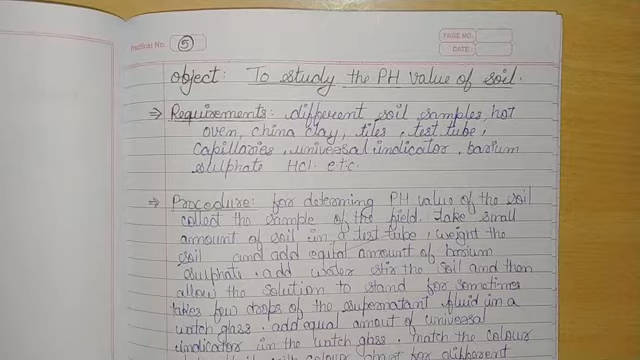 Practical No. 5
PAGE NO.:
DATE:
Object: To study the PH value of soil.
⇒ Requirements: different soil samples, hot
oven, china clay, tiles, test tube,
capillaries, universal indicator, barium
sulphate HCl. e.t.c.
⇒ Procedure: for determing PH value of the soil
collect the sample of the field. Take small
amount of soil in a test tube, weight the
soil and add equal amount of barium
sulphate. add water stir the soil and then
allow the solution to stand for sometimes
takes few drops of the supernatant fluid in a
watch glass. add equal amout of universal
indicator in the watch glass. match the colour
with colour for different